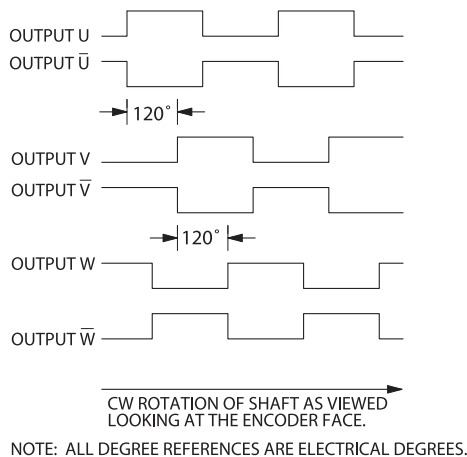 OUTPUT U
OUTPUT U̅
120°
OUTPUT V
OUTPUT V̅
120°
OUTPUT W
OUTPUT W̅
CW ROTATION OF SHAFT AS VIEWED
LOOKING AT THE ENCODER FACE.
NOTE: ALL DEGREE REFERENCES ARE ELECTRICAL DEGREES.